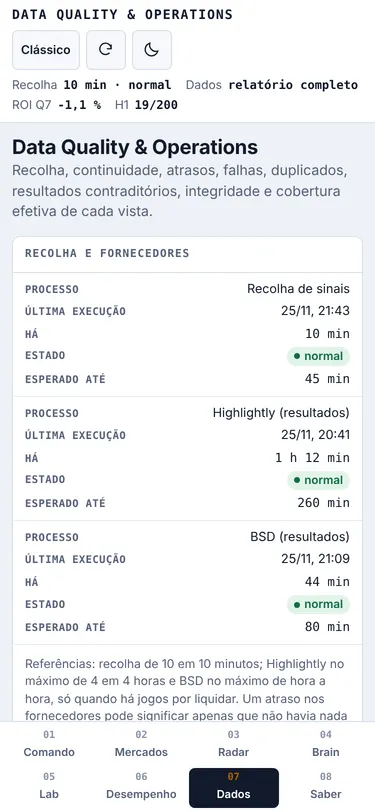 DATA QUALITY & OPERATIONS
Clássico
Recolha 10 min · normal Dados relatório completo
ROI Q7 -1,1 % H1 19/200
Data Quality & Operations
Recolha, continuidade, atrasos, falhas, duplicados,
resultados contraditórios, integridade e cobertura
efetiva de cada vista.
RECOLHA E FORNECEDORES
PROCESSO Recolha de sinais
ÚLTIMA EXECUÇÃO 25/11, 21:43
HÁ 10 min
ESTADO normal
ESPERADO ATÉ 45 min
PROCESSO Highlightly (resultados)
ÚLTIMA EXECUÇÃO 25/11, 20:41
HÁ 1 h 12 min
ESTADO normal
ESPERADO ATÉ 260 min
PROCESSO BSD (resultados)
ÚLTIMA EXECUÇÃO 25/11, 21:09
HÁ 44 min
ESTADO normal
ESPERADO ATÉ 80 min
Referências: recolha de 10 em 10 minutos; Highlightly no
máximo de 4 em 4 horas e BSD no máximo de hora a
hora, só quando há jogos por liquidar. Um atraso nos
fornecedores pode significar apenas que não havia nada
01 02 03 04
Comando Mercados Radar Brain
05 06 07 08
Lab Desempenho Dados Saber